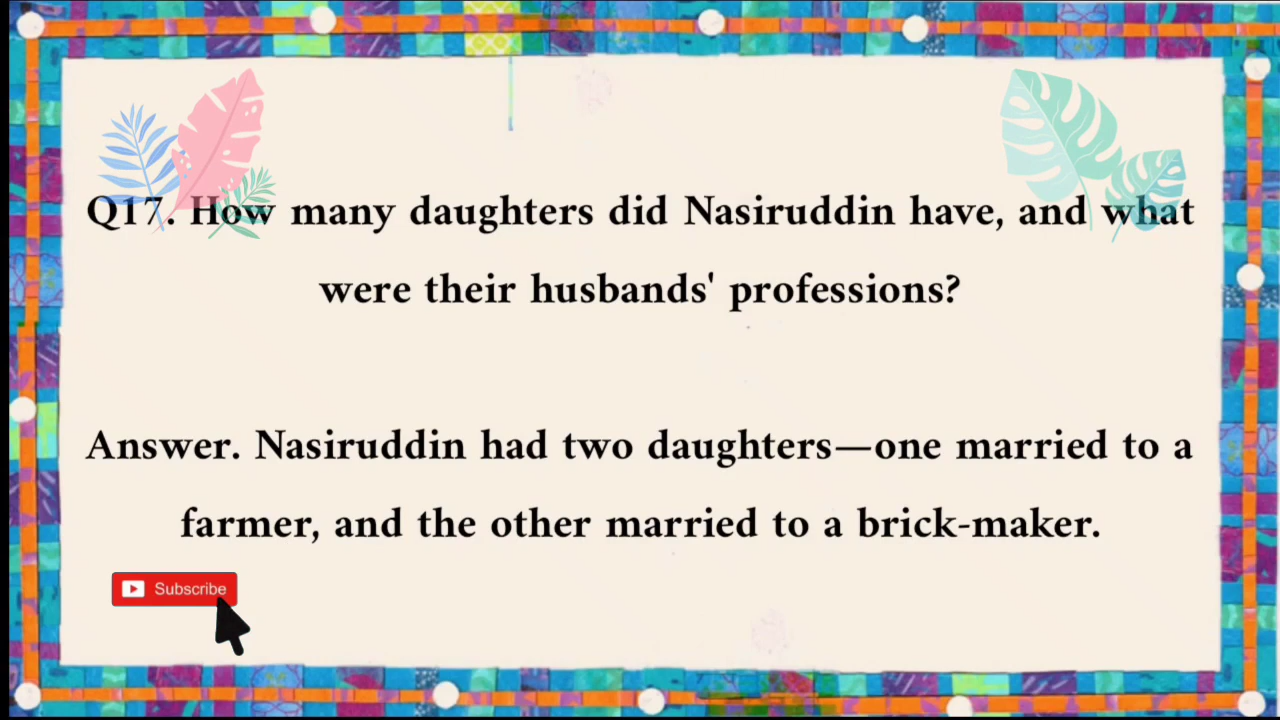 Q17. How many daughters did Nasiruddin have, and what
were their husbands' professions?
Answer. Nasiruddin had two daughters—one married to a
farmer, and the other married to a brick-maker.
Subscribe